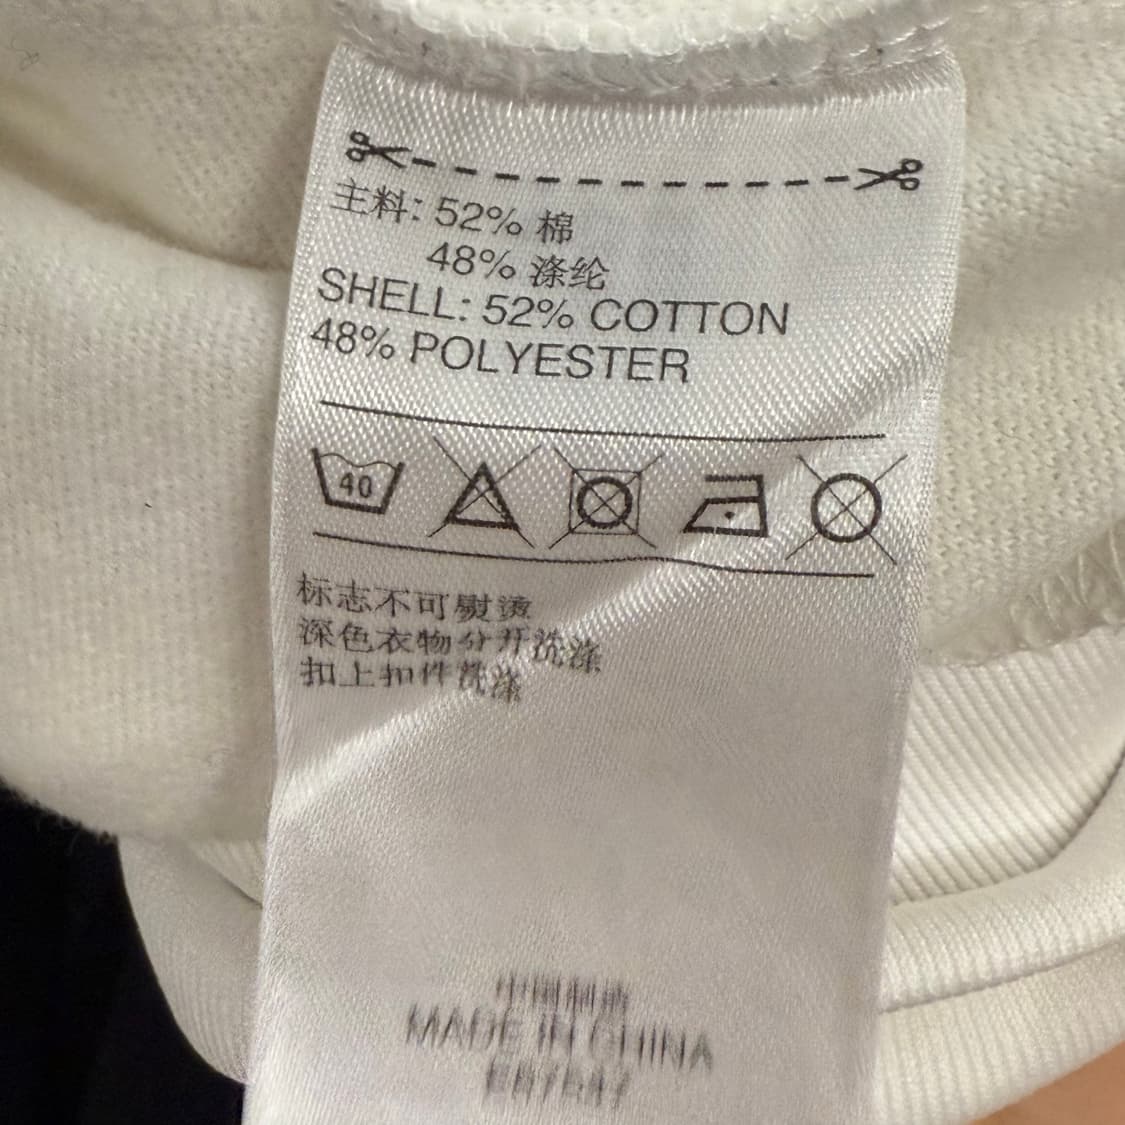 主料: 52% 棉
48% 涤纶
SHELL: 52% COTTON
48% POLYESTER
40
标志不可熨烫
深色衣物分开洗涤
扣上扣件洗涤
中国制造
MADE IN CHINA